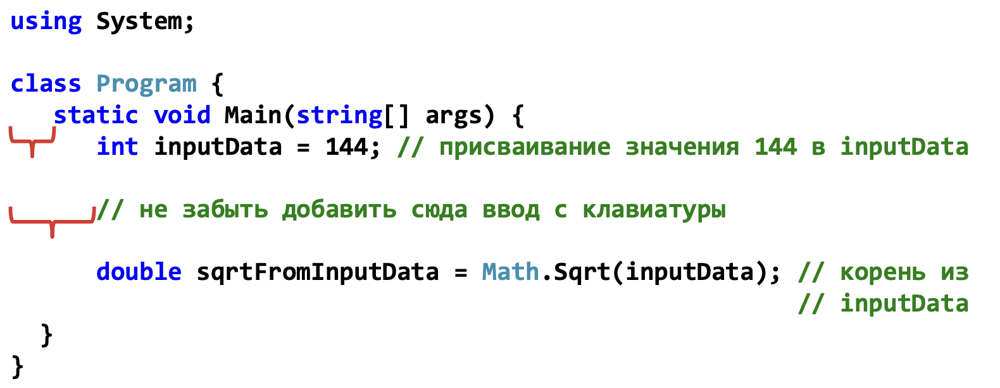 using System;

class Program {
   static void Main(string[] args) {
      int inputData = 144; // присваивание значения 144 в inputData

      // не забыть добавить сюда ввод с клавиатуры

      double sqrtFromInputData = Math.Sqrt(inputData); // корень из
                                                       // inputData
  }
}